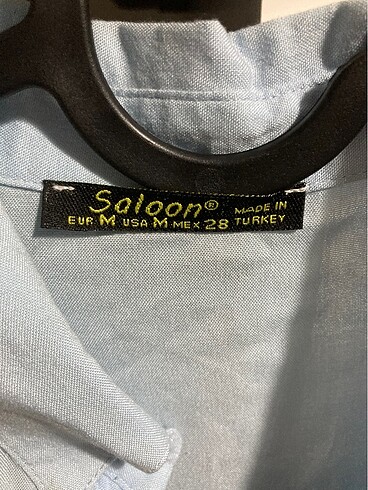 Saloon®
EUR M USA M MEX 28
MADE IN
TURKEY